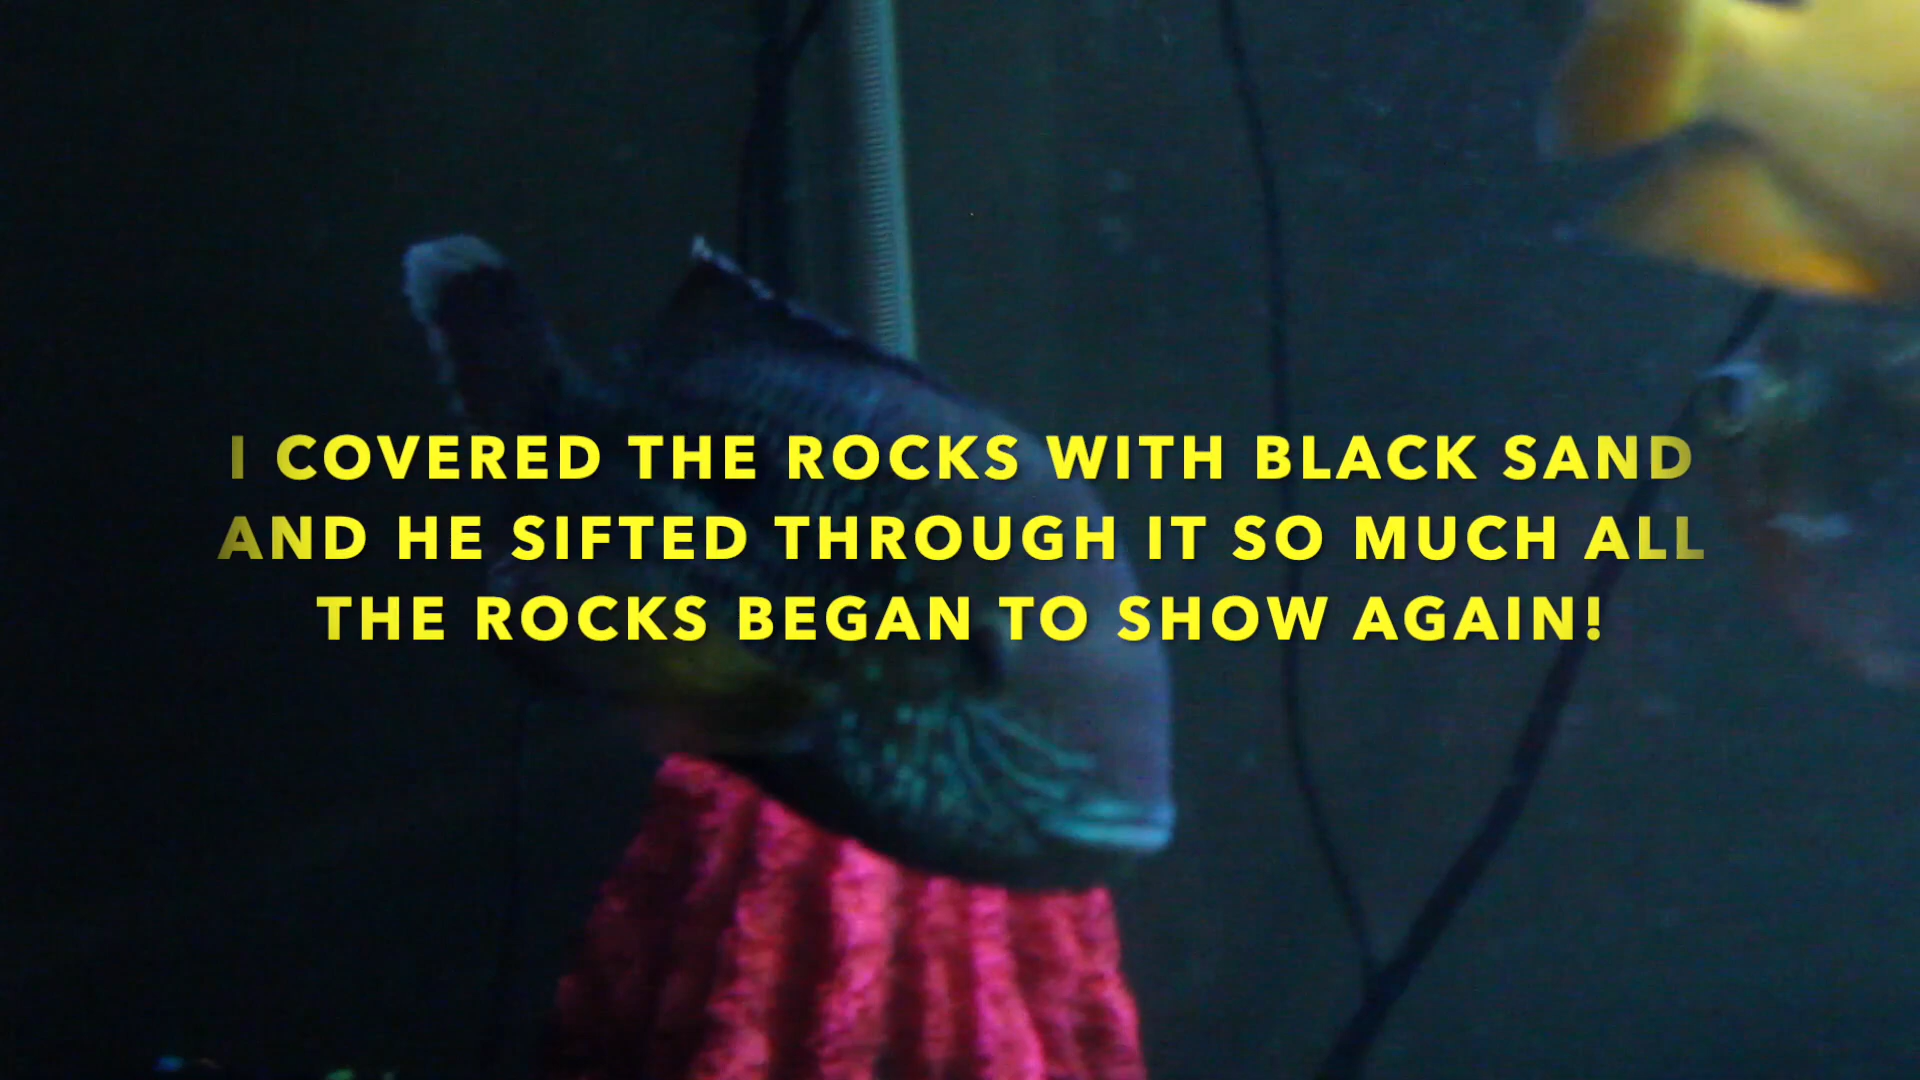 I COVERED THE ROCKS WITH BLACK SAND
AND HE SIFTED THROUGH IT SO MUCH ALL
THE ROCKS BEGAN TO SHOW AGAIN!